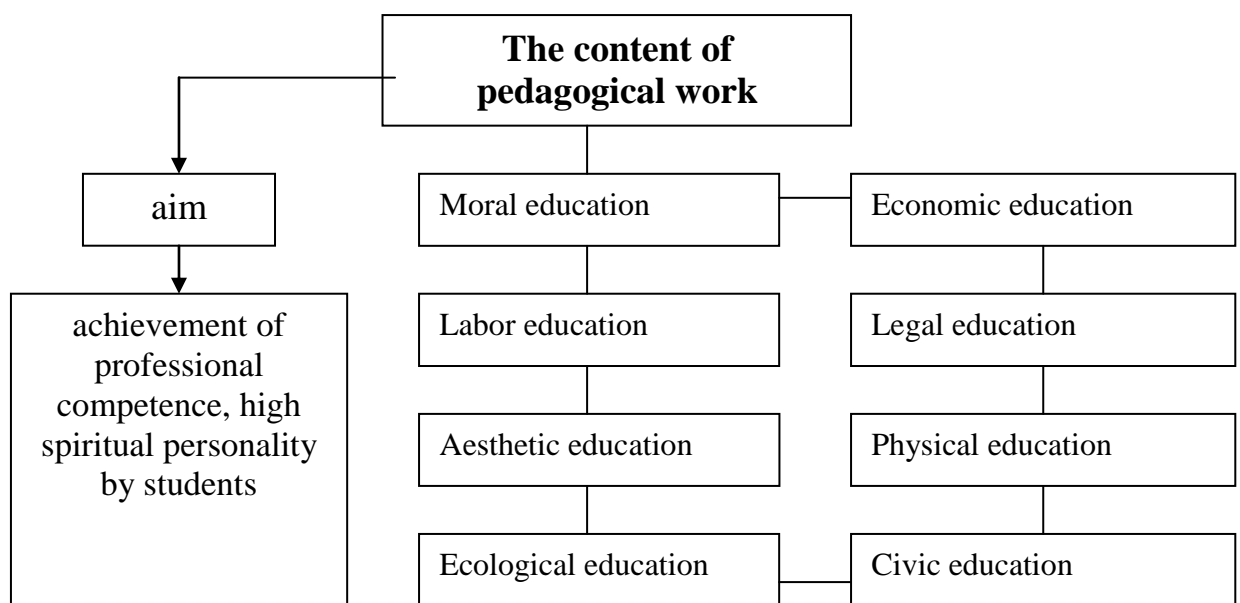 The content of
pedagogical work
aim
achievement of
professional
competence, high
spiritual personality
by students
Moral education
Economic education
Labor education
Legal education
Aesthetic education
Physical education
Ecological education
Civic education